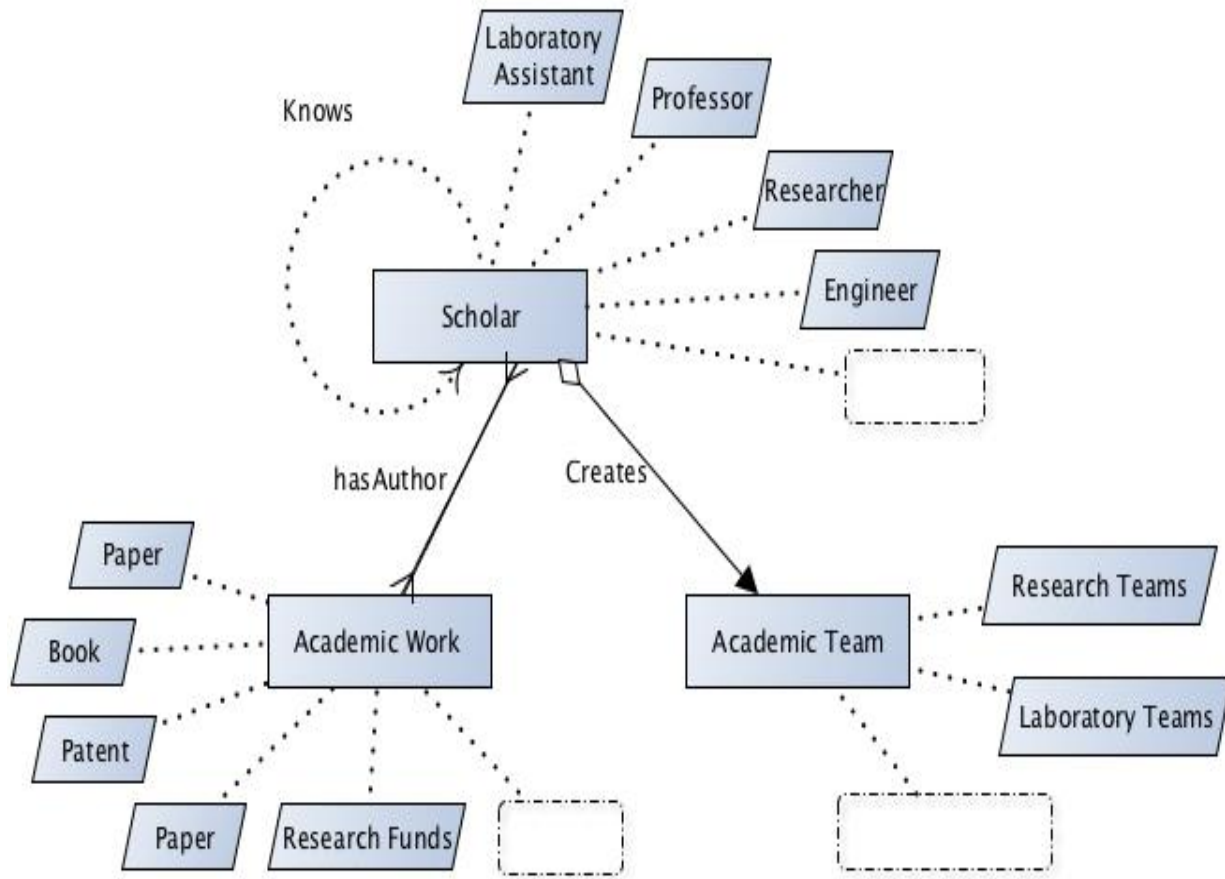 Laboratory
Assistant
Professor
Knows
Researcher
Engineer
Scholar
hasAuthor
Creates
Paper
Research Teams
Book
Academic Work
Academic Team
Laboratory Teams
Patent
Paper
Research Funds